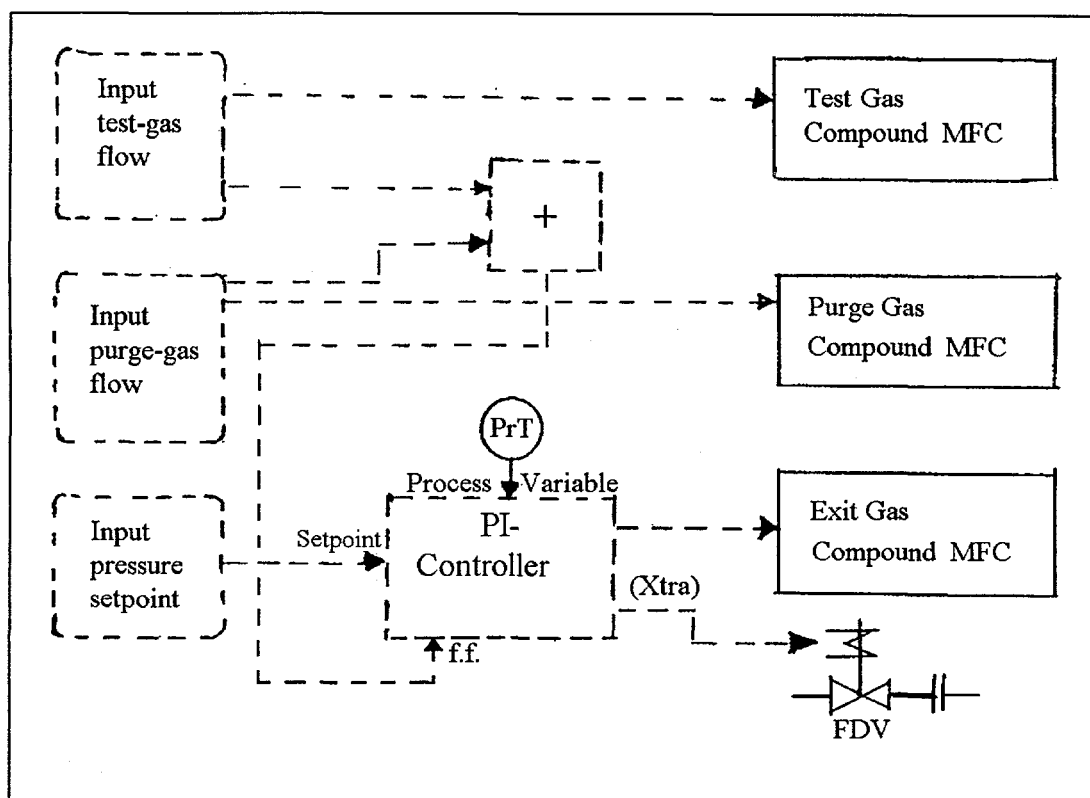 Input
test-gas
flow
Test Gas
Compound MFC
+
Input
purge-gas
flow
Purge Gas
Compound MFC
PrT
Process Variable
Input
pressure
setpoint
Setpoint
PI-
Controller
Exit Gas
Compound MFC
(Xtra)
f.f.
FDV